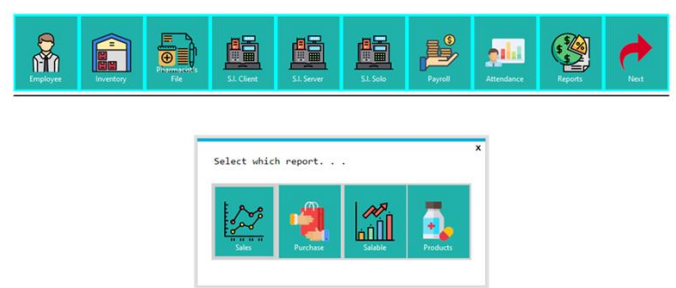 Employee
Inventory
Pharmacist's
File
S.I. Client
S.I. Server
S.I. Solo
Payroll
Attendance
Reports
Next
x
Select which report. . .
Sales
Purchase
Salable
Products